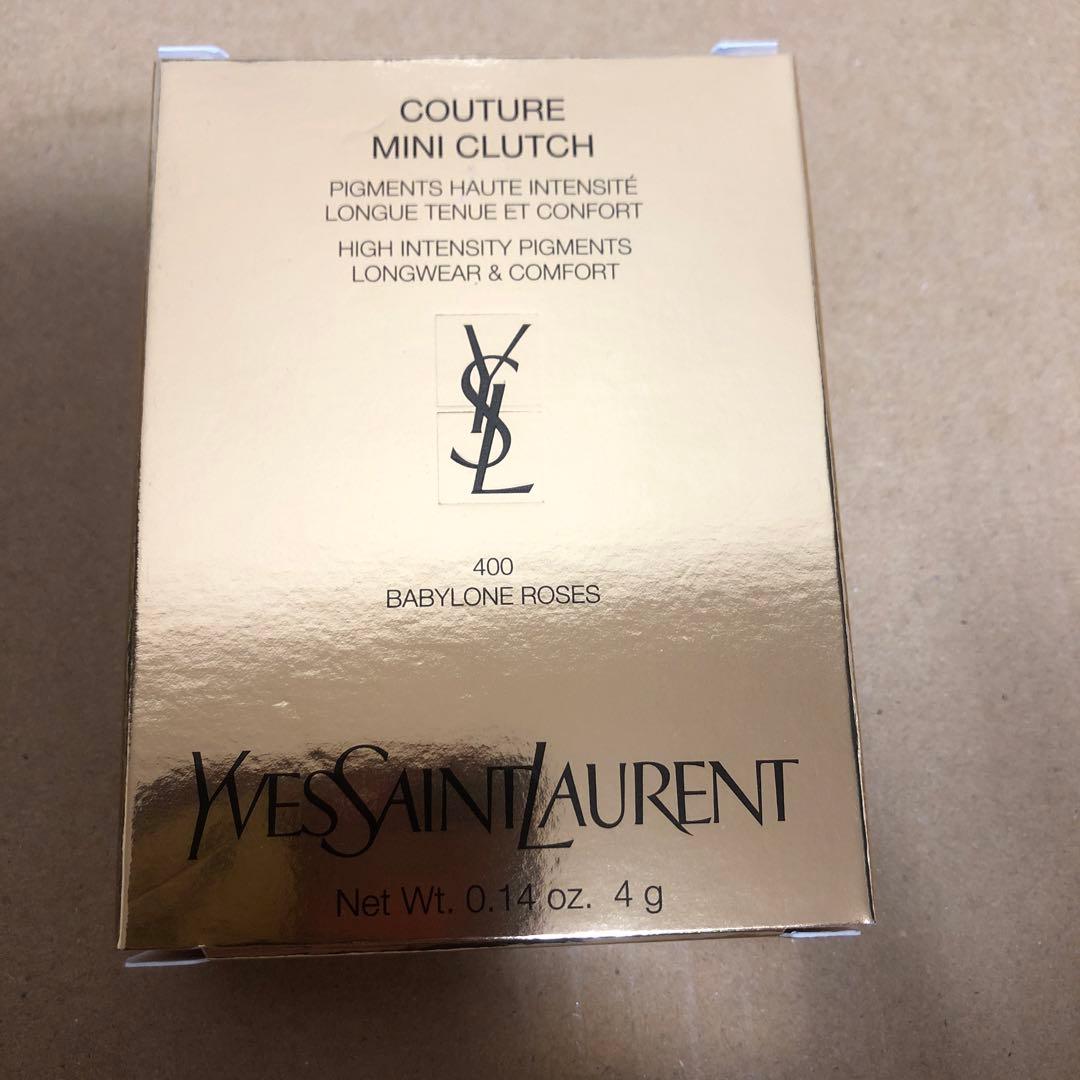 COUTURE
MINI CLUTCH
PIGMENTS HAUTE INTENSITÉ
LONGUE TENUE ET CONFORT
HIGH INTENSITY PIGMENTS
LONGWEAR & COMFORT
YSL
400
BABYLONE ROSES
YVESSAINTLAURENT
Net Wt. 0.14 oz. 4 g